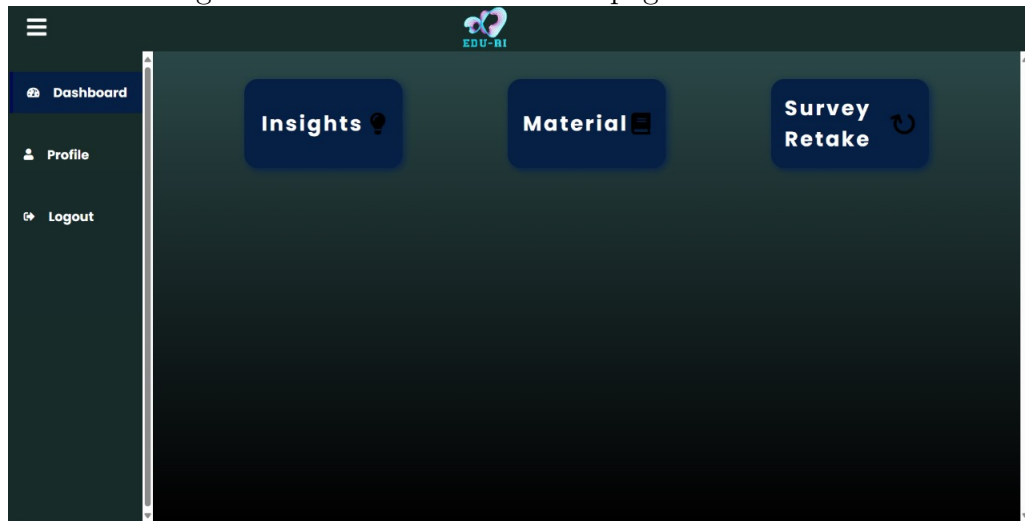 EDU-BI
Dashboard
Profile
Logout
Insights
Material
Survey
Retake